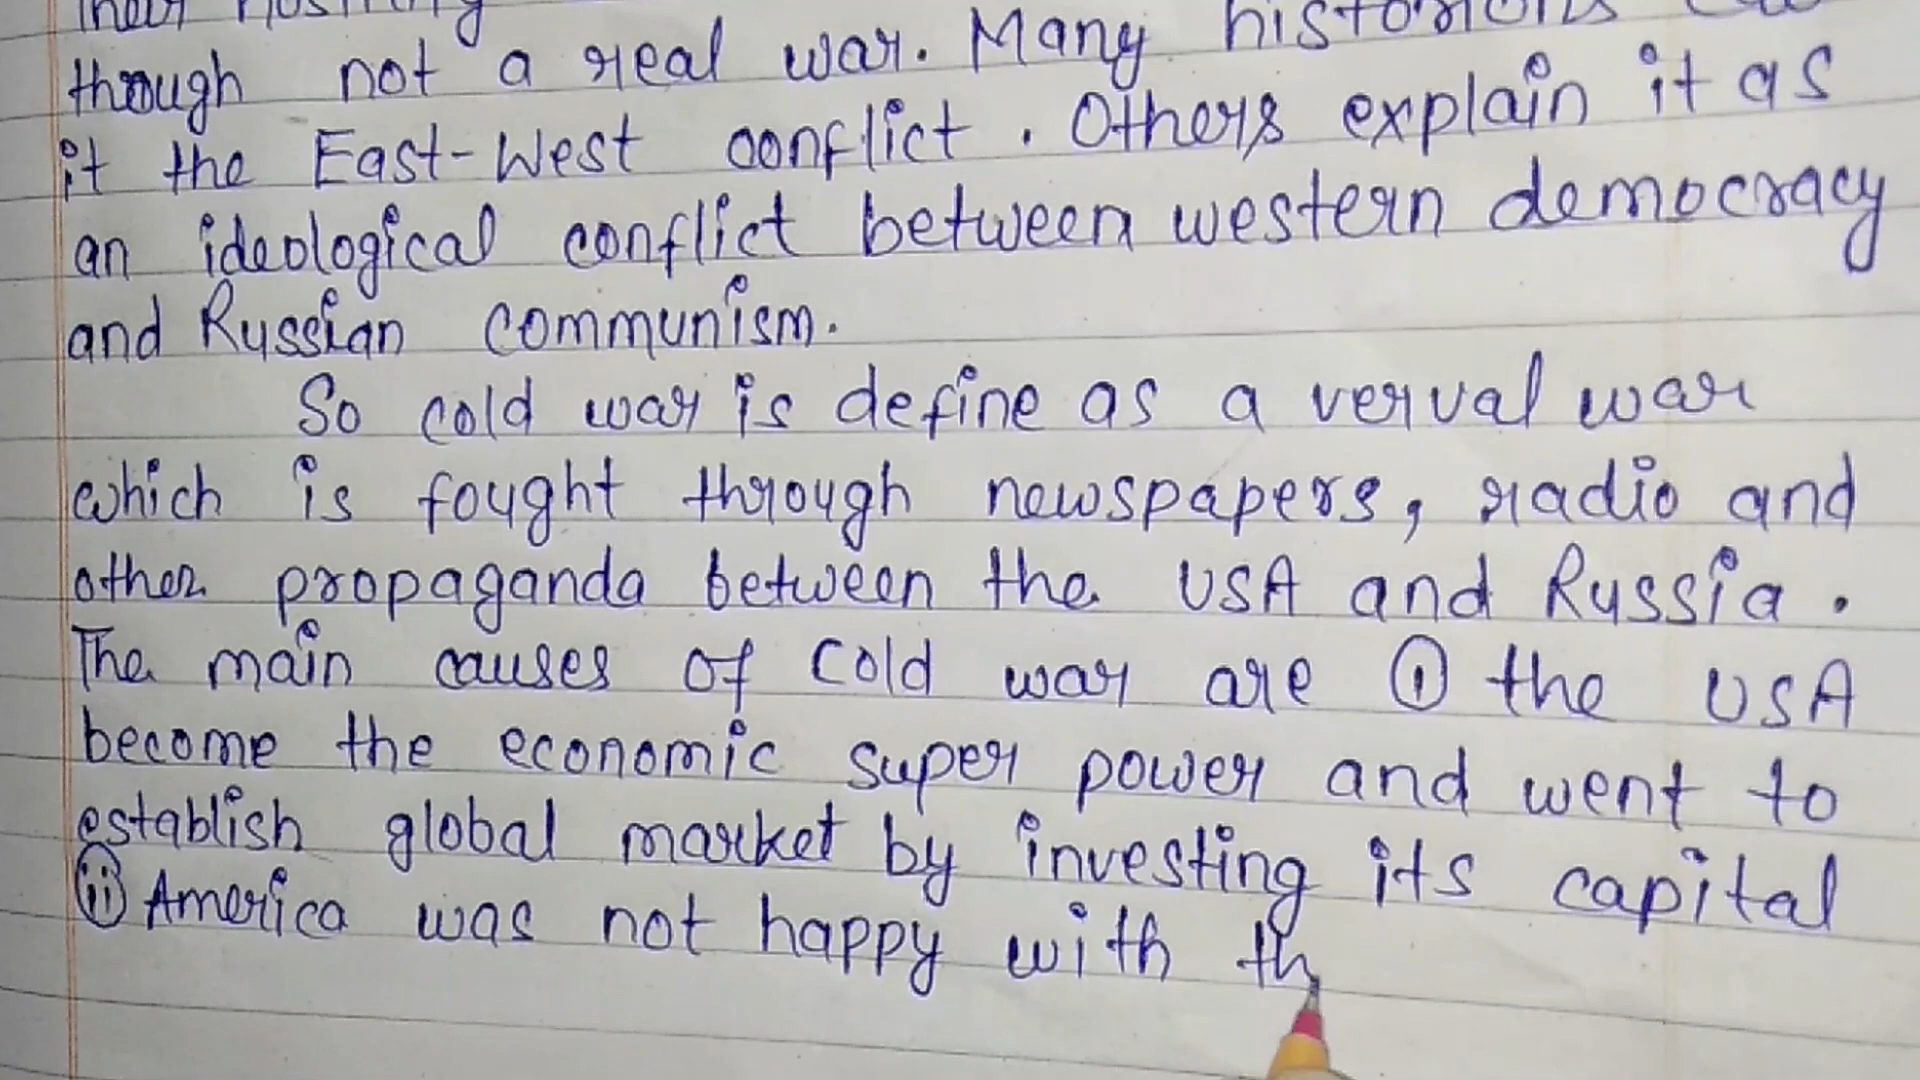 though not a real war. Many
it the East-West conflict. Others explain it as
an ideological conflict between western democracy
and Russian communism.
So cold war is define as a verval war
which is fought through newspapers, radio and
other propaganda between the USA and Russia.
The main causes of cold war are (i) the USA
become the economic super power and went to
establish global market by investing its capital
(ii) America was not happy with th